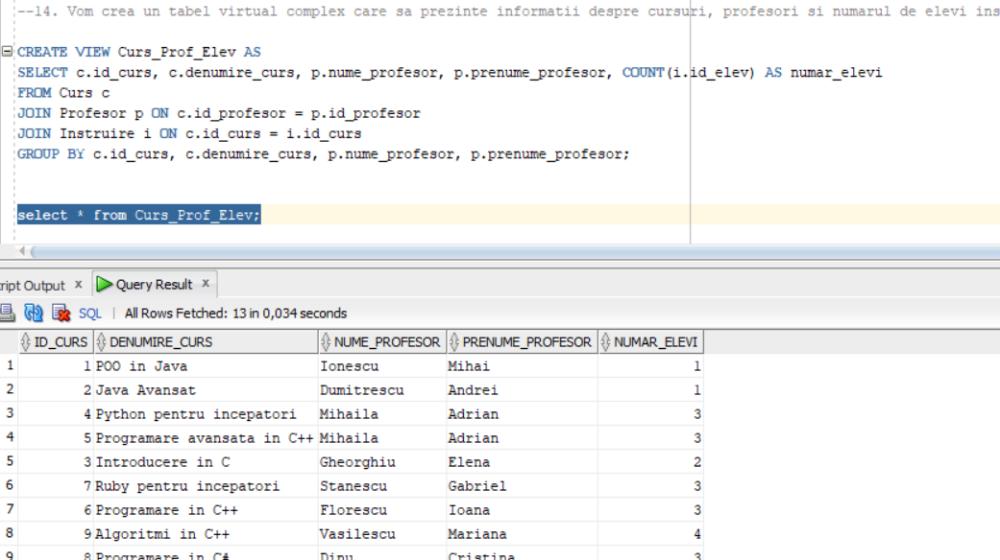 --14. Vom crea un tabel virtual complex care sa prezinte informatii despre cursuri, profesori si numarul de elevi ins
CREATE VIEW Curs_Prof_Elev AS
SELECT c.id_curs, c.denumire_curs, p.nume_profesor, p.prenume_profesor, COUNT(i.id_elev) AS numar_elevi
FROM Curs c
JOIN Profesor p ON c.id_profesor = p.id_profesor
JOIN Instruire i ON c.id_curs = i.id_curs
GROUP BY c.id_curs, c.denumire_curs, p.nume_profesor, p.prenume_profesor;
select * from Curs_Prof_Elev;
ript Output x Query Result x
SQL | All Rows Fetched: 13 in 0,034 seconds
ID_CURS DENUMIRE_CURS NUME_PROFESOR PRENUME_PROFESOR NUMAR_ELEVI
1 1 POO in Java Ionescu Mihai 1
2 2 Java Avansat Dumitrescu Andrei 1
3 4 Python pentru incepatori Mihaila Adrian 3
4 5 Programare avansata in C++ Mihaila Adrian 3
5 3 Introducere in C Gheorghiu Elena 2
6 7 Ruby pentru incepatori Stanescu Gabriel 3
7 6 Programare in C++ Florescu Ioana 3
8 9 Algoritmi in C++ Vasilescu Mariana 4
9 8 Programare in C# Dinu Cristina 3